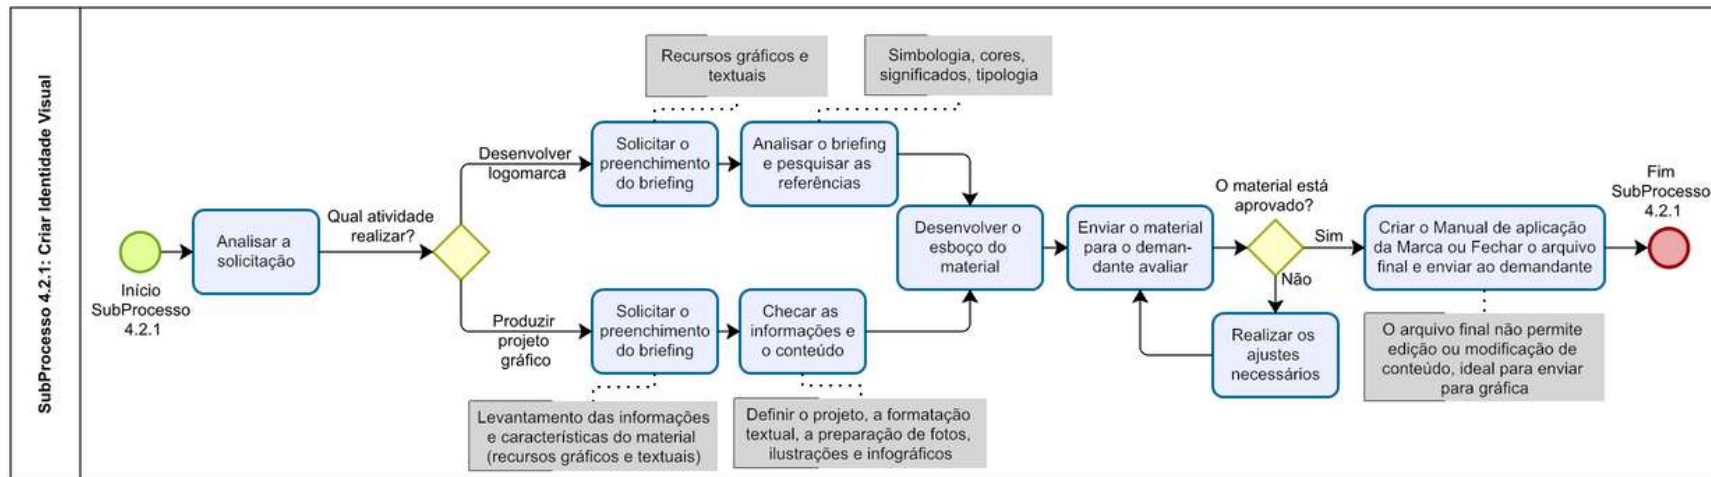 SubProcesso 4.2.1: Criar Identidade Visual
Início
SubProcesso
4.2.1
Analisar a
solicitação
Qual atividade
realizar?
Desenvolver
logomarca
Recursos gráficos e
textuais
Solicitar o
preenchimento
do briefing
Simbologia, cores,
significados, tipologia
Analisar o briefing
e pesquisar as
referências
Produzir
projeto
gráfico
Solicitar o
preenchimento
do briefing
Levantamento das informações
e características do material
(recursos gráficos e textuais)
Checar as
informações e
o conteúdo
Definir o projeto, a formatação
textual, a preparação de fotos,
ilustrações e infográficos
Desenvolver o
esboço do
material
Enviar o material
para o deman-
dante avaliar
O material está
aprovado?
Sim
Não
Realizar os
ajustes
necessários
Criar o Manual de aplicação
da Marca ou Fechar o arquivo
final e enviar ao demandante
O arquivo final não permite
edição ou modificação de
conteúdo, ideal para enviar
para gráfica
Fim
SubProcesso
4.2.1